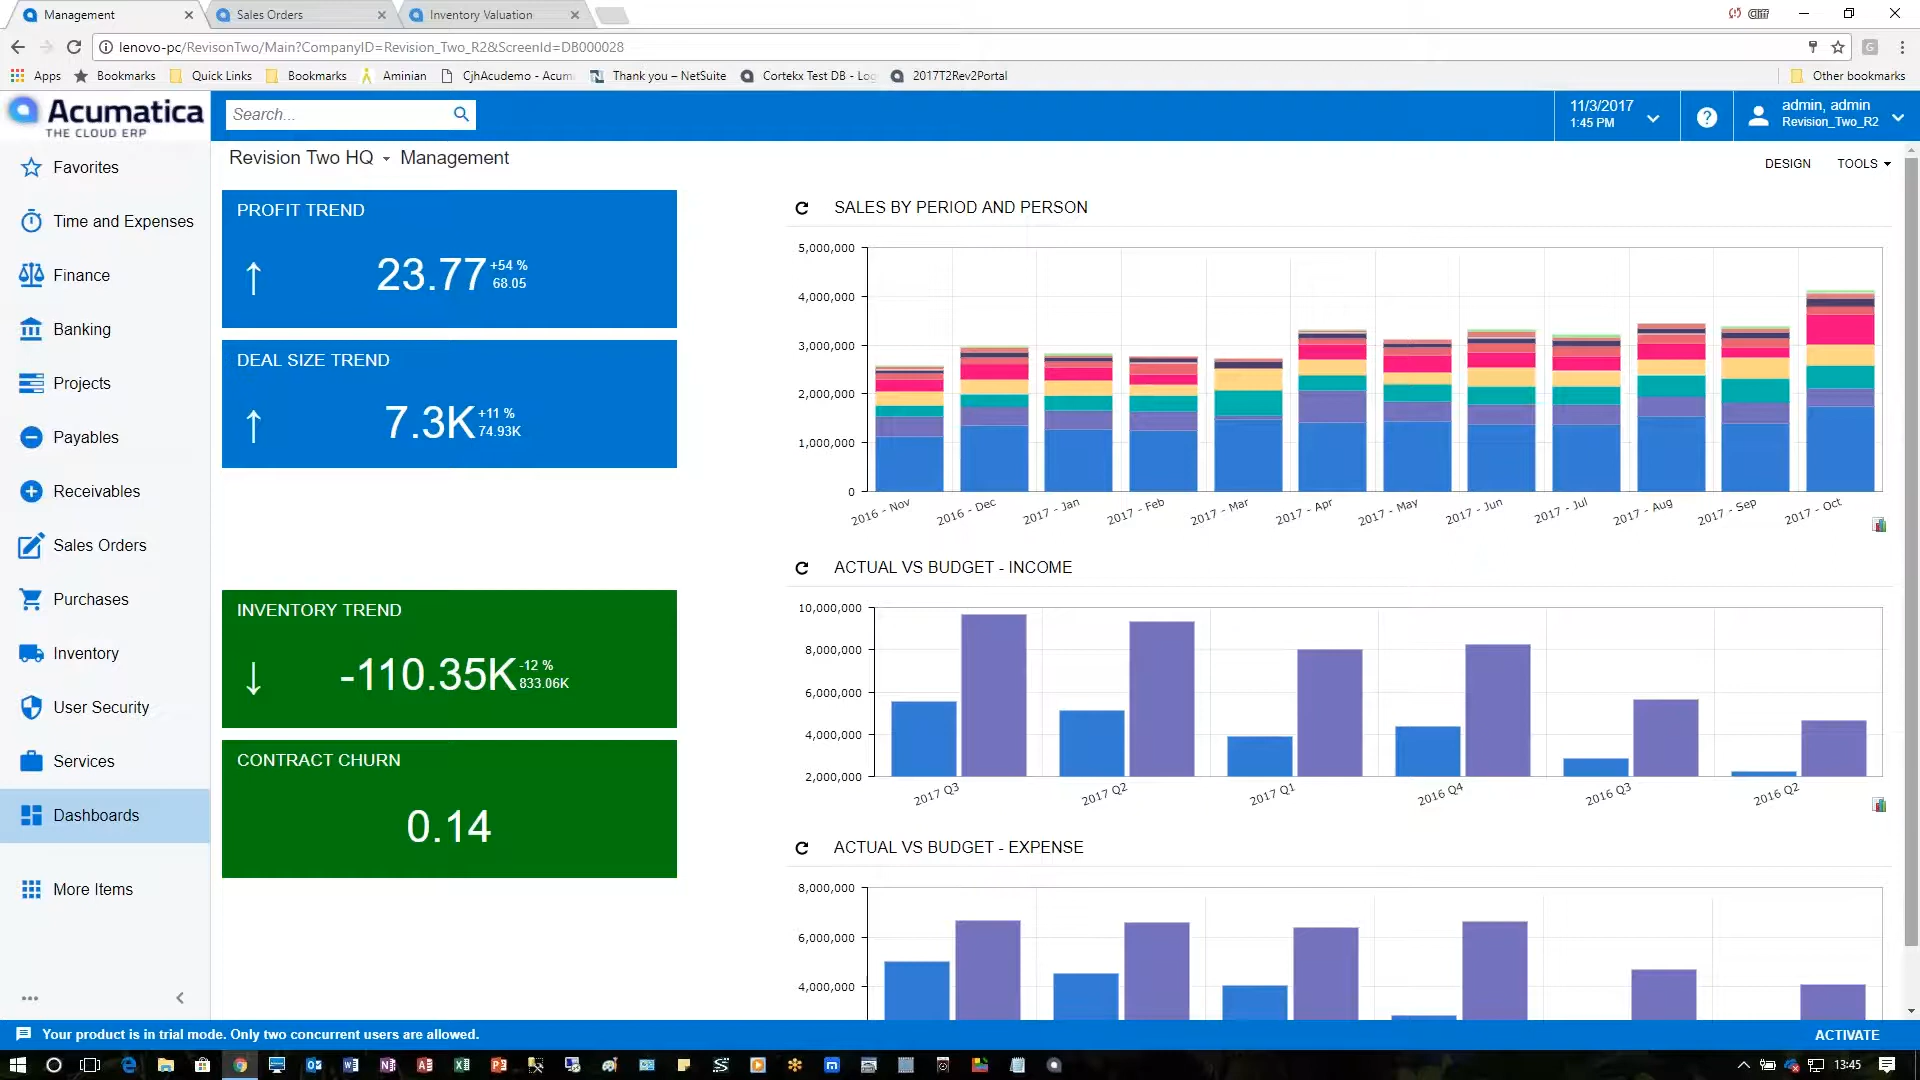 Management
Sales Orders
Inventory Valuation
Cliff
lenovo-pc/RevisonTwo/Main?CompanyID=Revision_Two_R2&ScreenId=DB000028
Apps
Bookmarks
Quick Links
Bookmarks
Aminian
CjhAcudemo - Acum
Thank you – NetSuite
Cortekx Test DB - Log
2017T2Rev2Portal
Other bookmarks
Acumatica
THE CLOUD ERP
Search...
11/3/2017
1:45 PM
admin, admin
Revision_Two_R2
Revision Two HQ
Management
DESIGN
TOOLS
Favorites
Time and Expenses
Finance
Banking
Projects
Payables
Receivables
Sales Orders
Purchases
Inventory
User Security
Services
Dashboards
More Items
PROFIT TREND
23.77
+54 %
68.05
DEAL SIZE TREND
7.3K
+11 %
74.93K
INVENTORY TREND
-110.35K
-12 %
833.06K
CONTRACT CHURN
0.14
SALES BY PERIOD AND PERSON
5,000,000
4,000,000
3,000,000
2,000,000
1,000,000
0
2016 - Nov
2016 - Dec
2017 - Jan
2017 - Feb
2017 - Mar
2017 - Apr
2017 - May
2017 - Jun
2017 - Jul
2017 - Aug
2017 - Sep
2017 - Oct
ACTUAL VS BUDGET - INCOME
10,000,000
8,000,000
6,000,000
4,000,000
2,000,000
2017 Q3
2017 Q2
2017 Q1
2016 Q4
2016 Q3
2016 Q2
ACTUAL VS BUDGET - EXPENSE
8,000,000
6,000,000
4,000,000
Your product is in trial mode. Only two concurrent users are allowed.
ACTIVATE
13:45